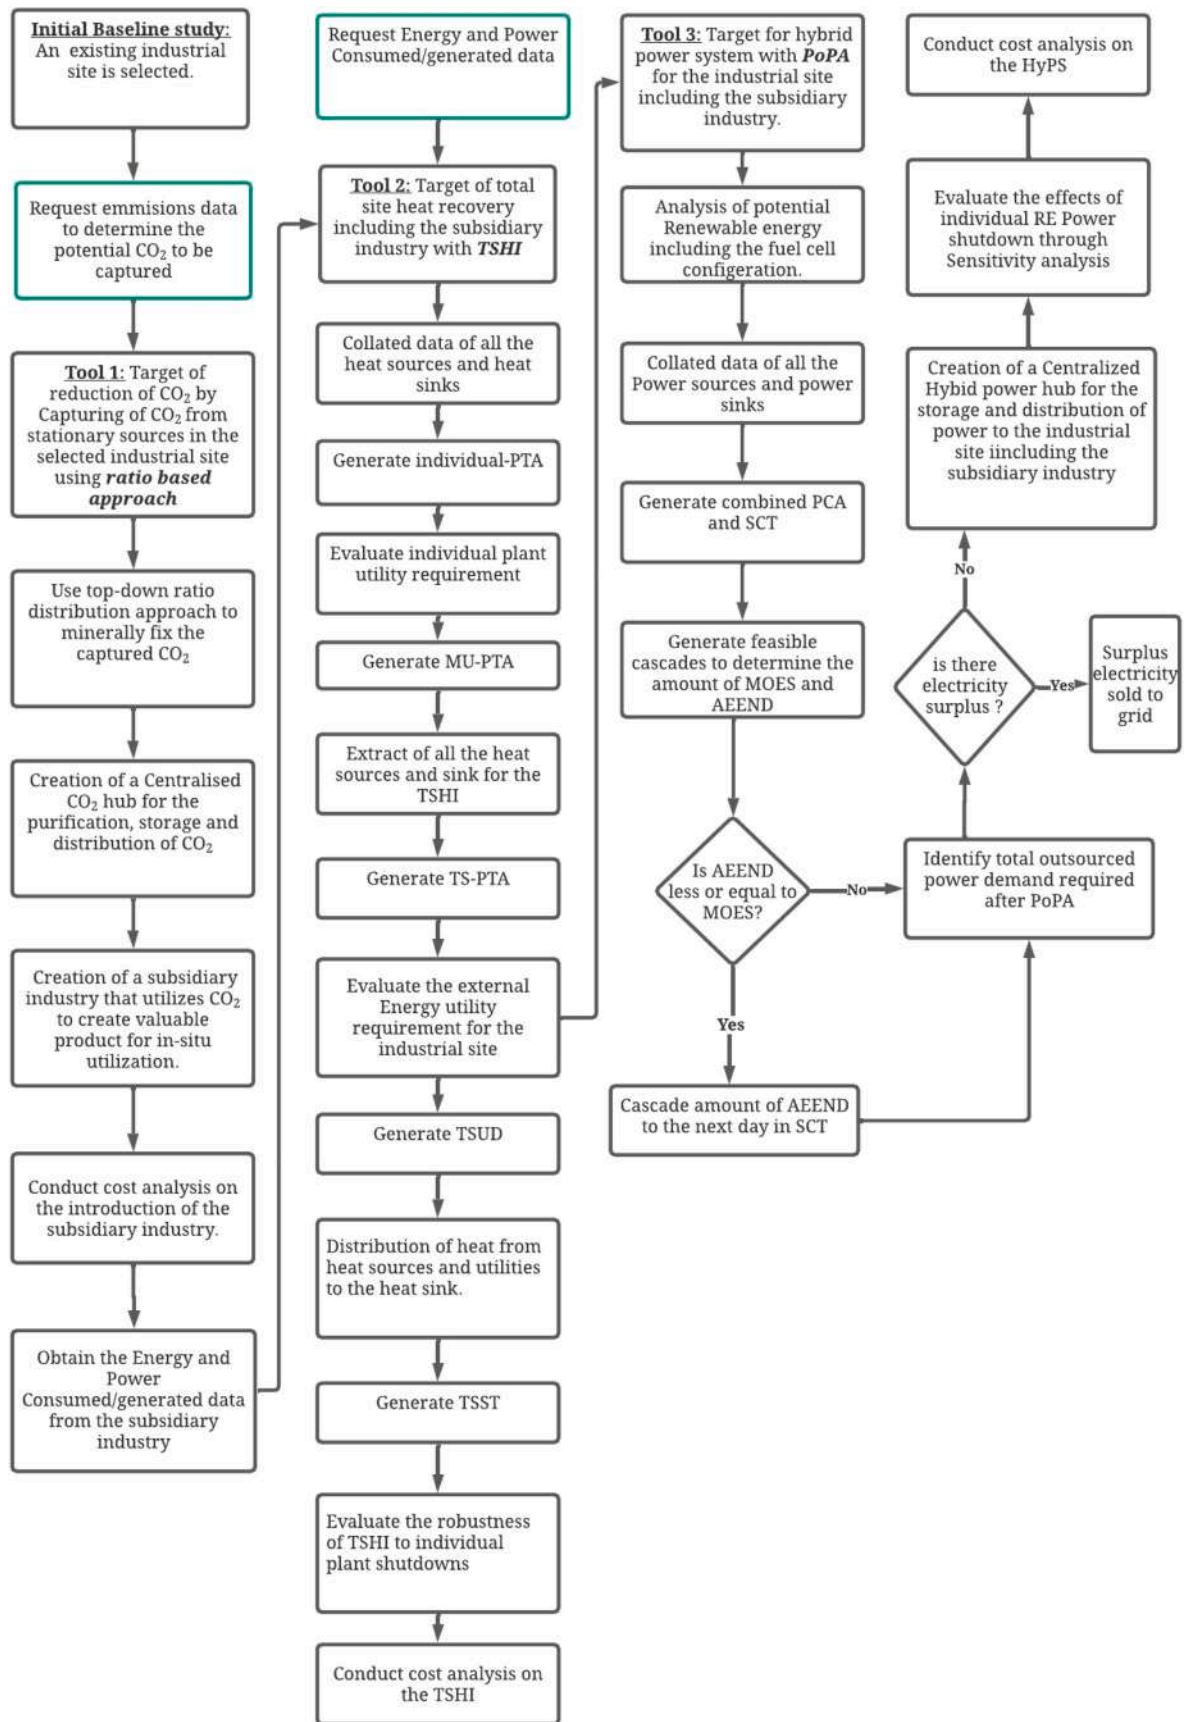 Initial Baseline study:
An existing industrial
site is selected.
Request emmisions data
to determine the
potential CO₂ to be
captured
Tool 1: Target of
reduction of CO₂ by
Capturing of CO₂ from
stationary sources in the
selected industrial site
using ratio based
approach
Use top-down ratio
distribution approach to
minerally fix the
captured CO₂
Creation of a Centralised
CO₂ hub for the
purification, storage and
distribution of CO₂
Creation of a subsidiary
industry that utilizes CO₂
to create valuable
product for in-situ
utilization.
Conduct cost analysis on
the introduction of the
subsidiary industry.
Obtain the Energy and
Power
Consumed/generated data
from the subsidiary
industry
Request Energy and Power
Consumed/generated data
Tool 2: Target of total
site heat recovery
including the subsidiary
industry with TSHI
Collated data of all the
heat sources and heat
sinks
Generate individual-PTA
Evaluate individual plant
utility requirement
Generate MU-PTA
Extract of all the heat
sources and sink for the
TSHI
Generate TS-PTA
Evaluate the external
Energy utility
requirement for the
industrial site
Generate TSUD
Distribution of heat from
heat sources and utilities
to the heat sink.
Generate TSST
Evaluate the robustness
of TSHI to individual
plant shutdowns
Conduct cost analysis on
the TSHI
Tool 3: Target for hybrid
power system with PoPA
for the industrial site
including the subsidiary
industry.
Analysis of potential
Renewable energy
including the fuel cell
configeration.
Collated data of all the
Power sources and power
sinks
Generate combined PCA
and SCT
Generate feasible
cascades to determine the
amount of MOES and
AEEND
Is AEEND
less or equal to
MOES?
No
Yes
Cascade amount of AEEND
to the next day in SCT
Conduct cost analysis on
the HyPS
Evaluate the effects of
individual RE Power
shutdown through
Sensitivity analysis
Creation of a Centralized
Hybid power hub for the
storage and distribution of
power to the industrial
site iincluding the
subsidiary industry
No
is there
electricity
surplus ?
Yes
Surplus
electricity
sold to
grid
Identify total outsourced
power demand required
after PoPA